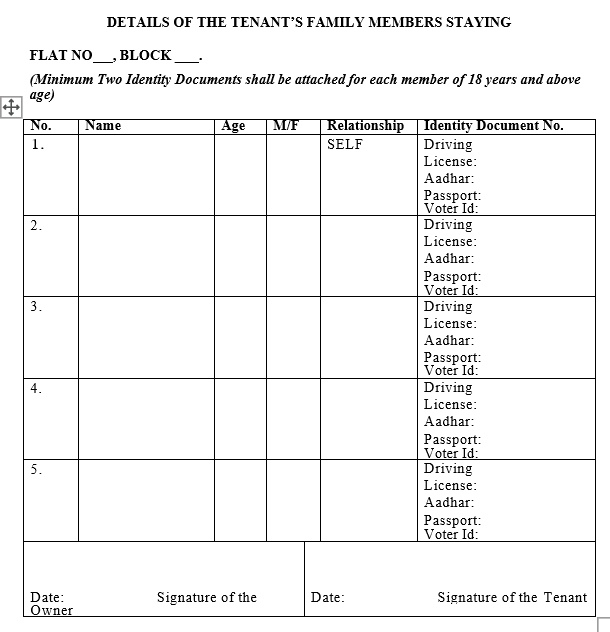 DETAILS OF THE TENANT’S FAMILY MEMBERS STAYING
FLAT NO___, BLOCK ___.
(Minimum Two Identity Documents shall be attached for each member of 18 years and above
age)
No. Name Age M/F Relationship Identity Document No.
1. SELF Driving
License:
Aadhar:
Passport:
Voter Id:
2. Driving
License:
Aadhar:
Passport:
Voter Id:
3. Driving
License:
Aadhar:
Passport:
Voter Id:
4. Driving
License:
Aadhar:
Passport:
Voter Id:
5. Driving
License:
Aadhar:
Passport:
Voter Id:
Date: Signature of the
Owner
Date: Signature of the Tenant